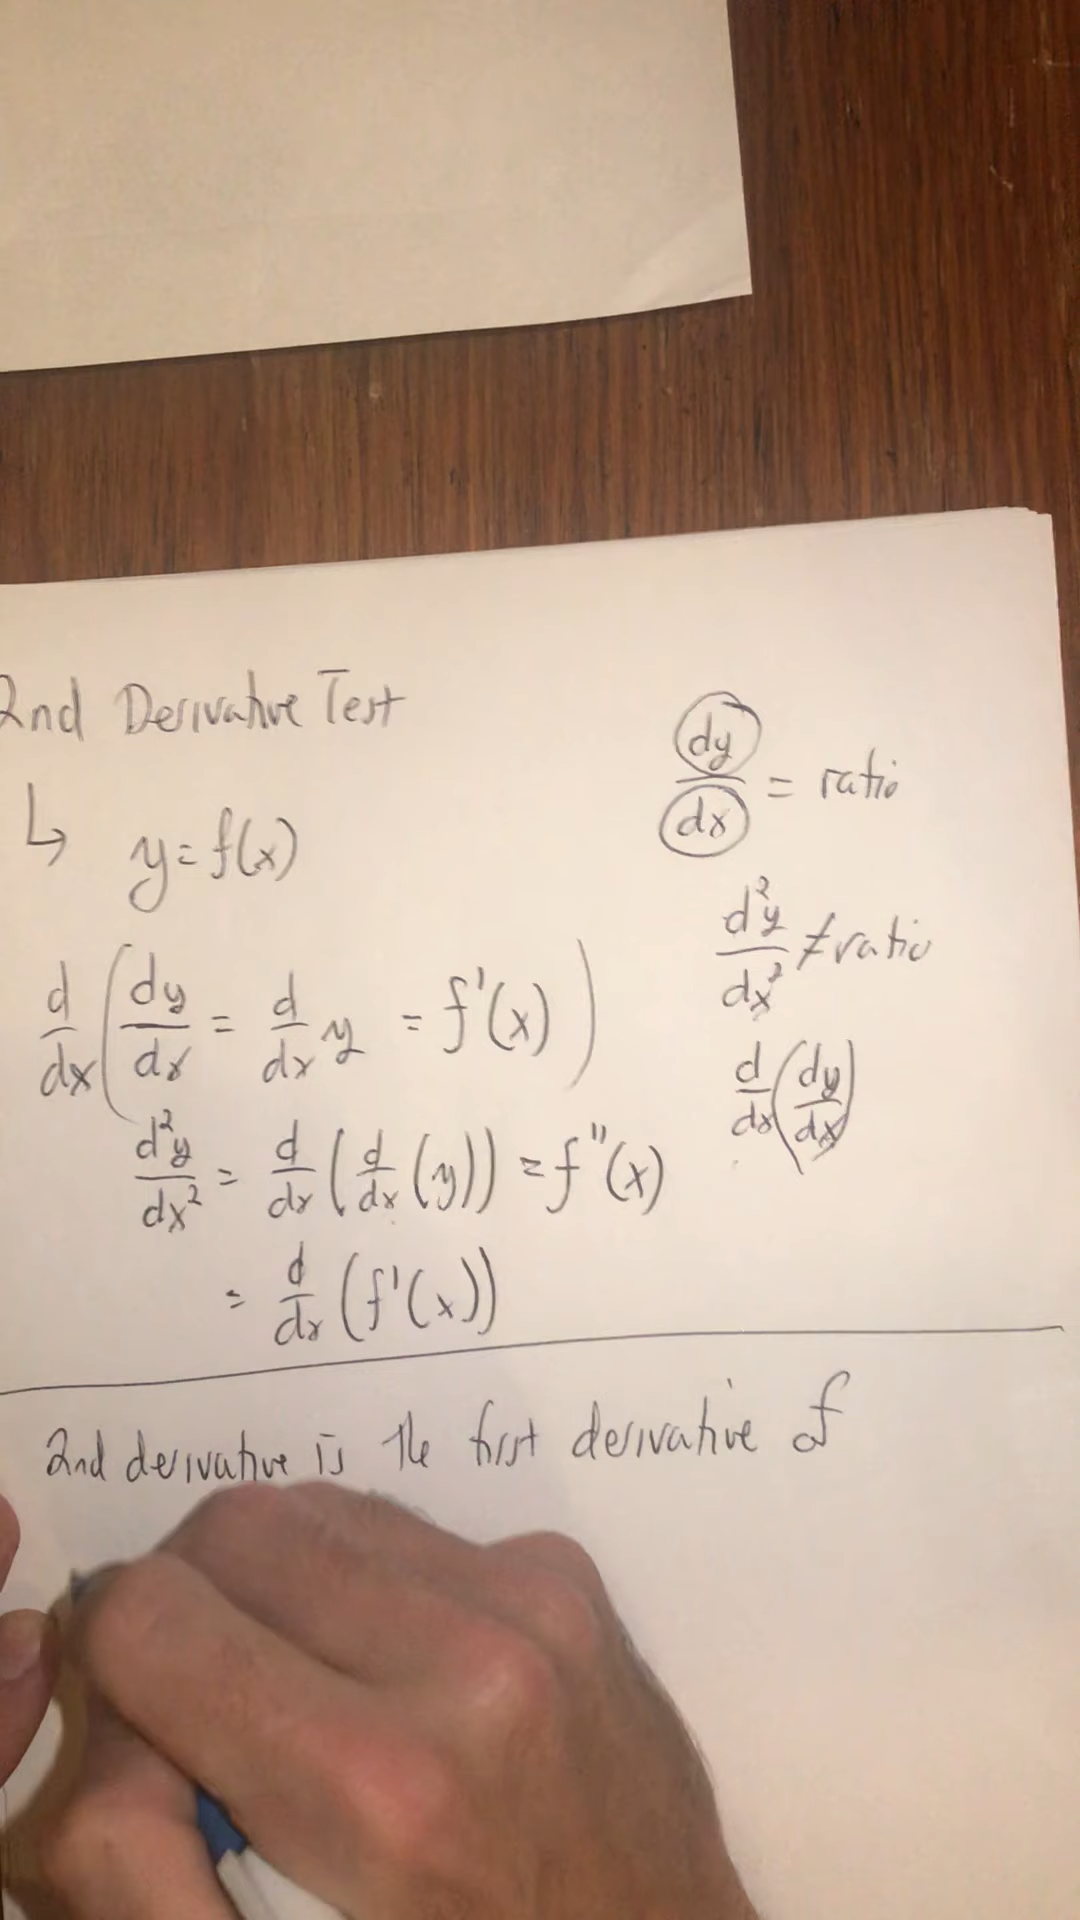 2nd Derivative Test
↳ y = f(x)
d/dx (dy/dx = d/dx y = f'(x))
d²y/dx² = d/dx (d/dx (y)) = f''(x)
= d/dx (f'(x))
dy/dx = ratio
d²y/dx² ≠ ratio
d/dx (dy/dx)
2nd derivative is the first derivative of